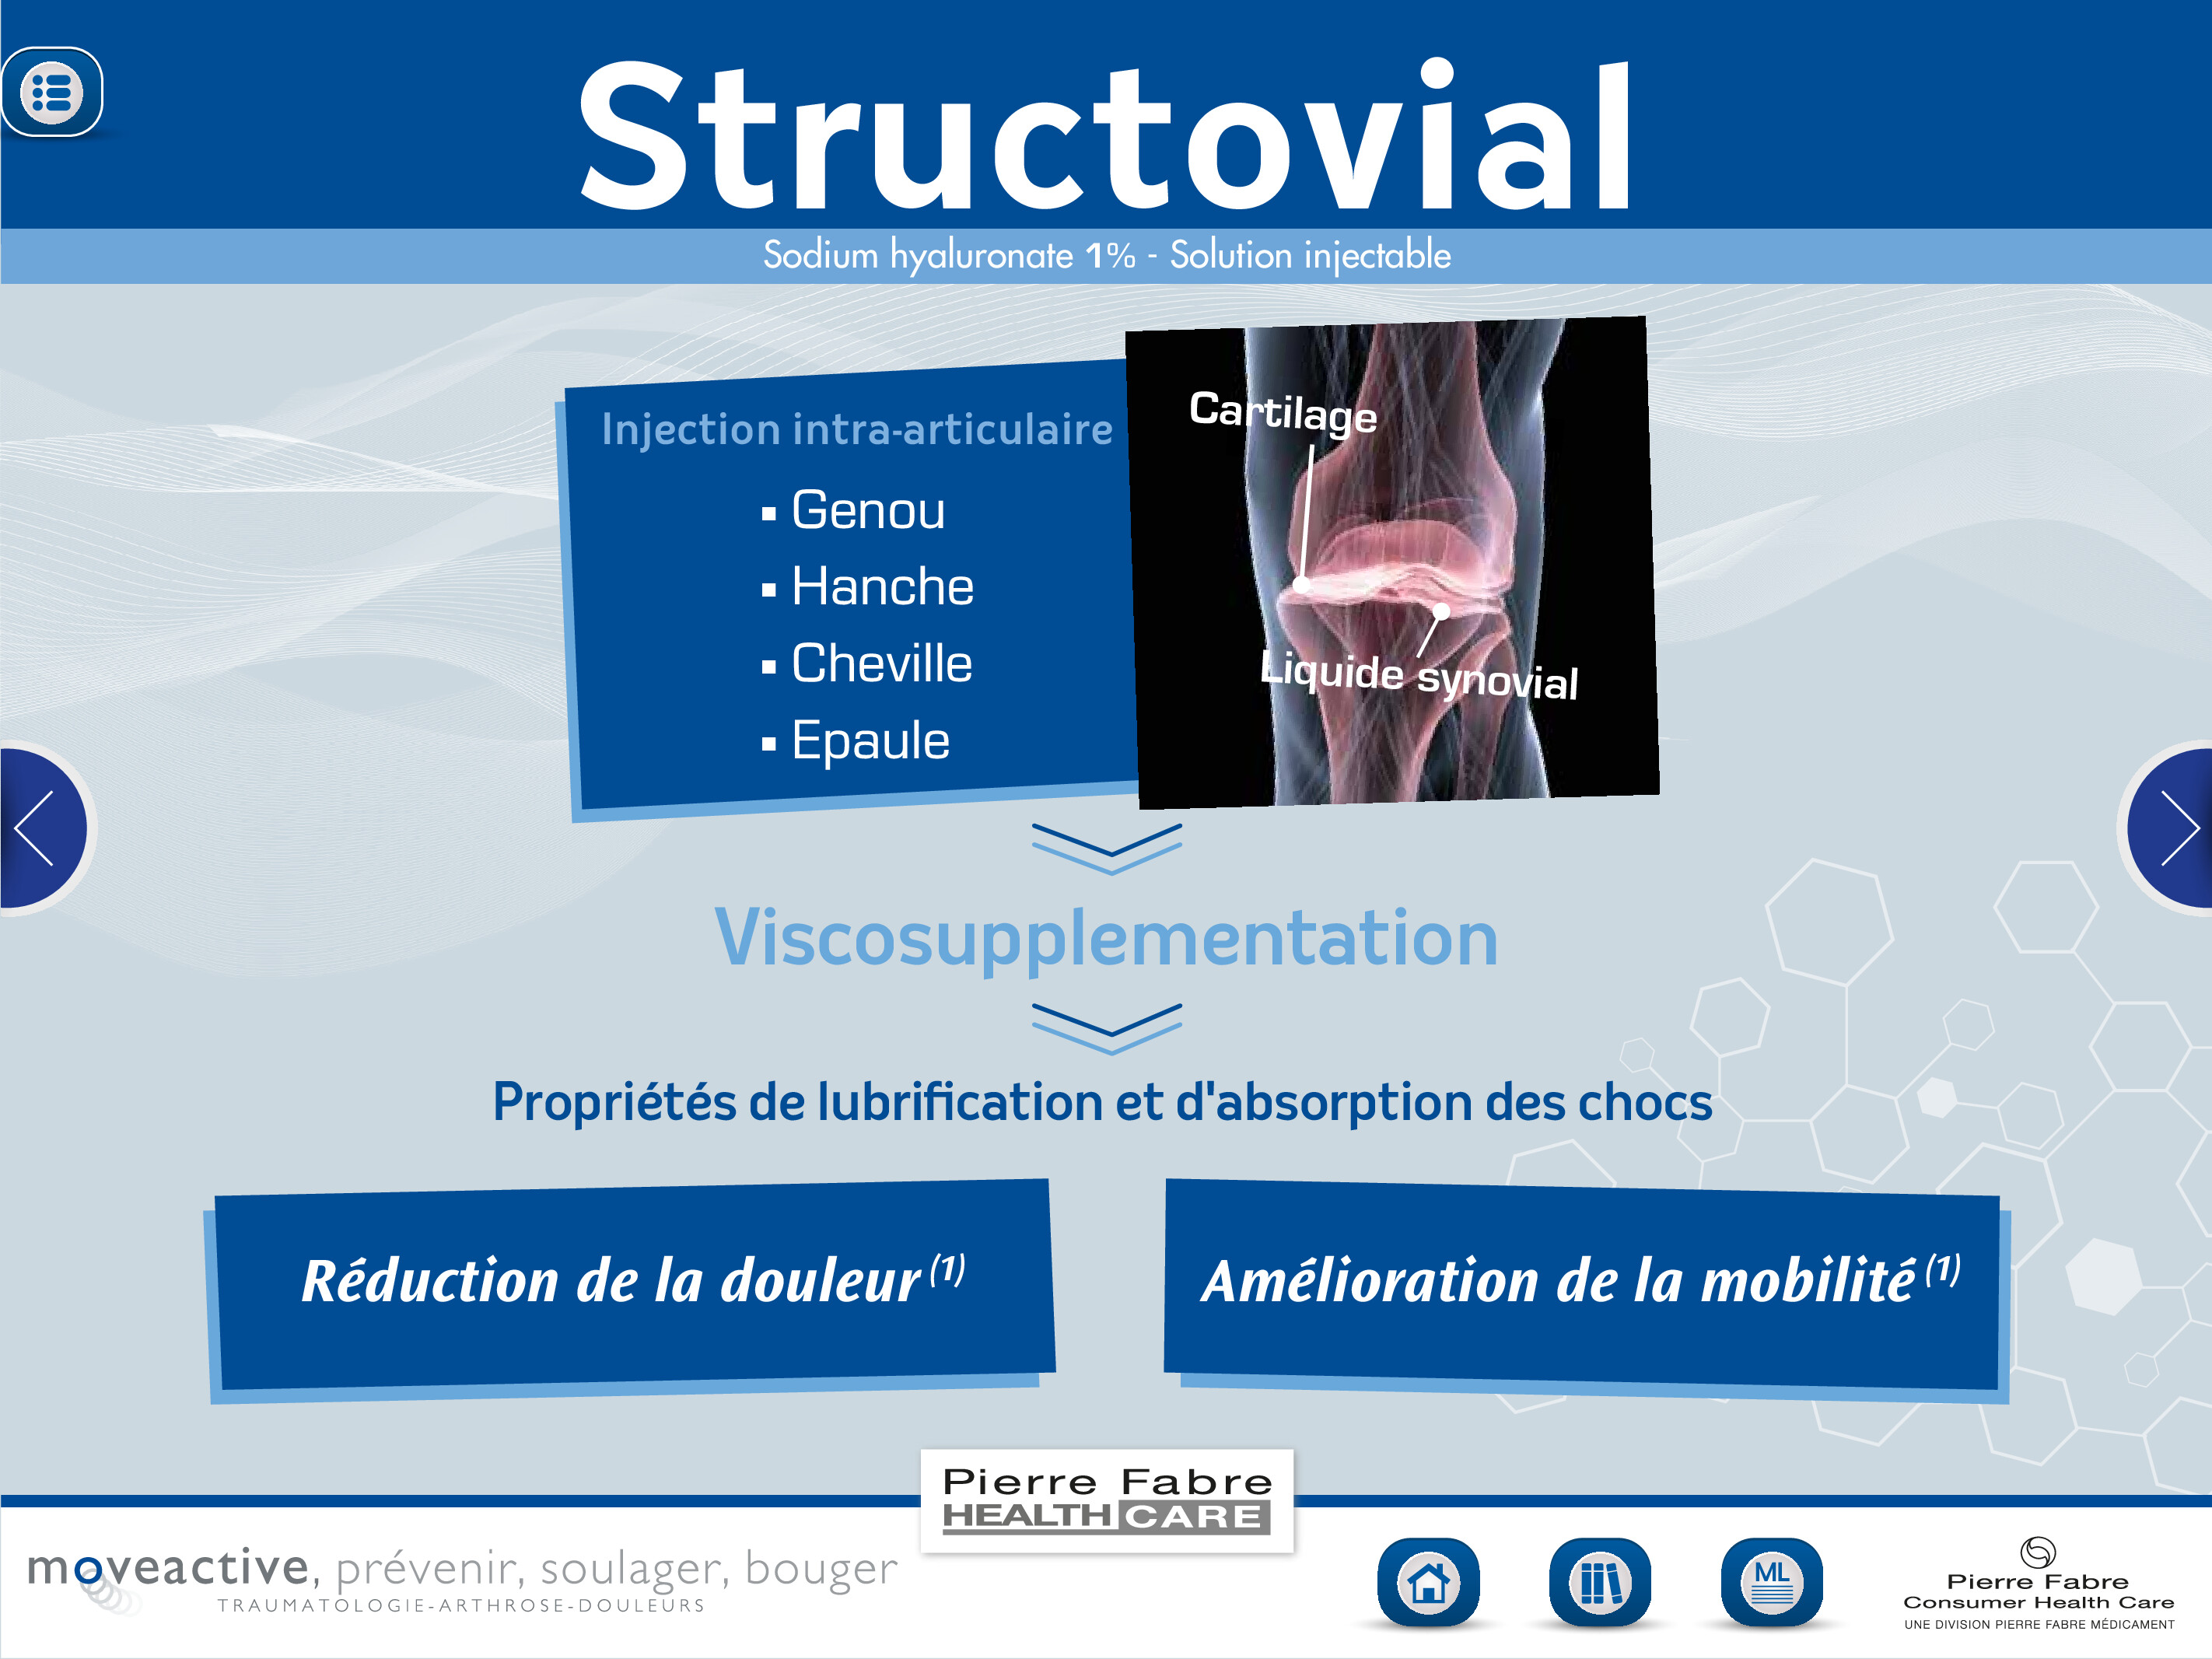 Structovial
Sodium hyaluronate 1% - Solution injectable
Injection intra-articulaire
▪ Genou
▪ Hanche
▪ Cheville
▪ Epaule
Cartilage
Liquide synovial
Viscosupplementation
Propriétés de lubrification et d'absorption des chocs
Réduction de la douleur (1)
Amélioration de la mobilité (1)
Pierre Fabre
HEALTH CARE
moveactive, prévenir, soulager, bouger
TRAUMATOLOGIE-ARTHROSE-DOULEURS
ML
Pierre Fabre
Consumer Health Care
UNE DIVISION PIERRE FABRE MÉDICAMENT